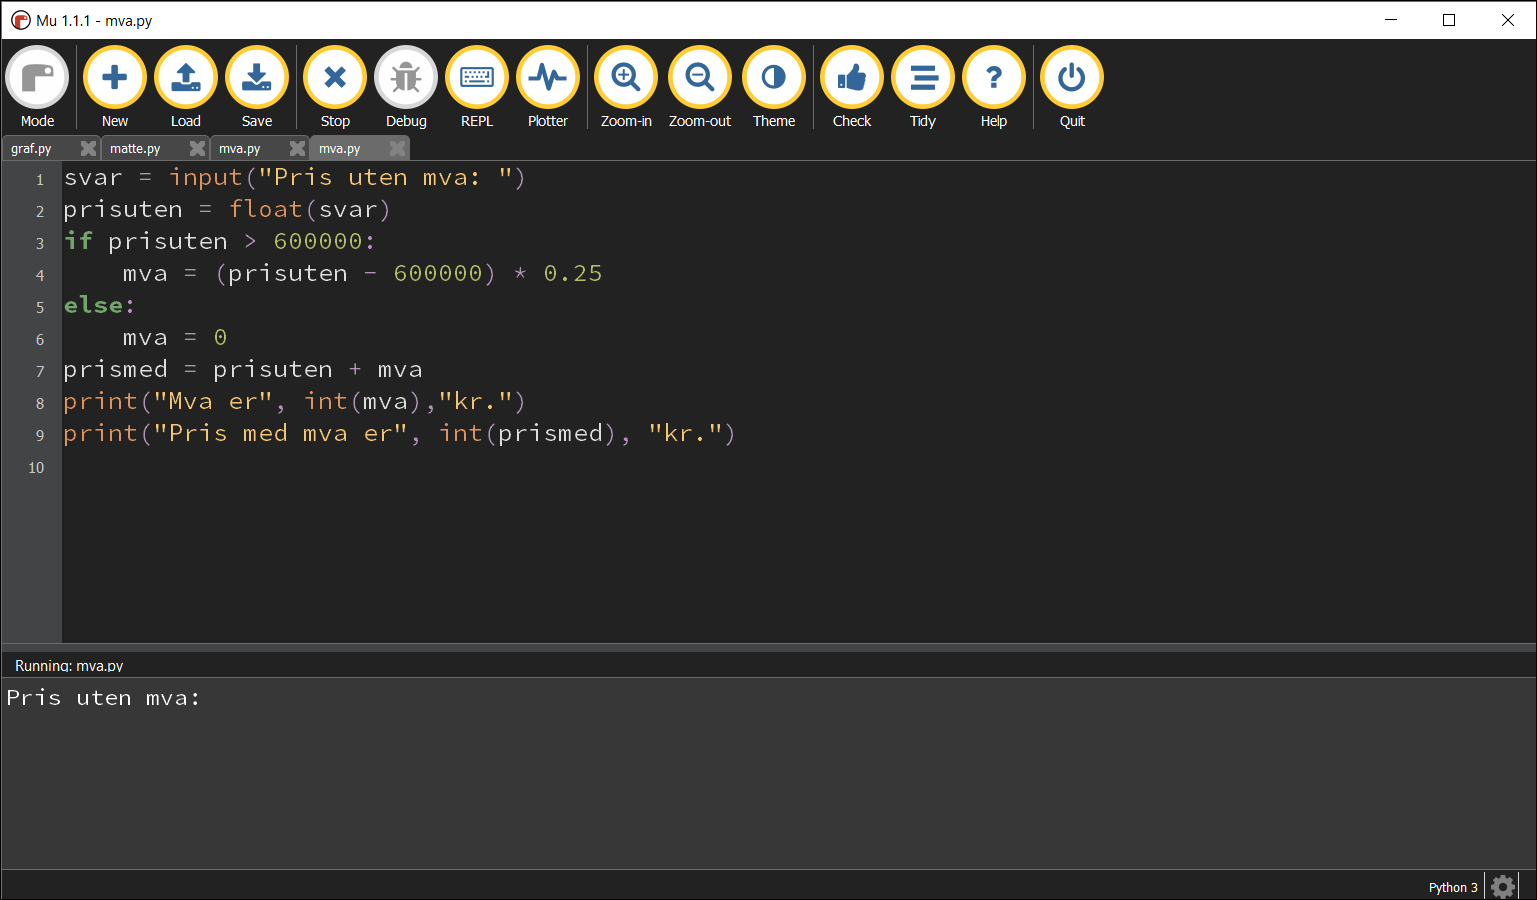 Mu 1.1.1 - mva.py
Mode New Load Save Stop Debug REPL Plotter Zoom-in Zoom-out Theme Check Tidy Help Quit
graf.py matte.py mva.py mva.py
1 svar = input("Pris uten mva: ")
2 prisuten = float(svar)
3 if prisuten > 600000:
4     mva = (prisuten - 600000) * 0.25
5 else:
6     mva = 0
7 prismed = prisuten + mva
8 print("Mva er", int(mva),"kr.")
9 print("Pris med mva er", int(prismed), "kr.")
10
Running: mva.py
Pris uten mva:
Python 3